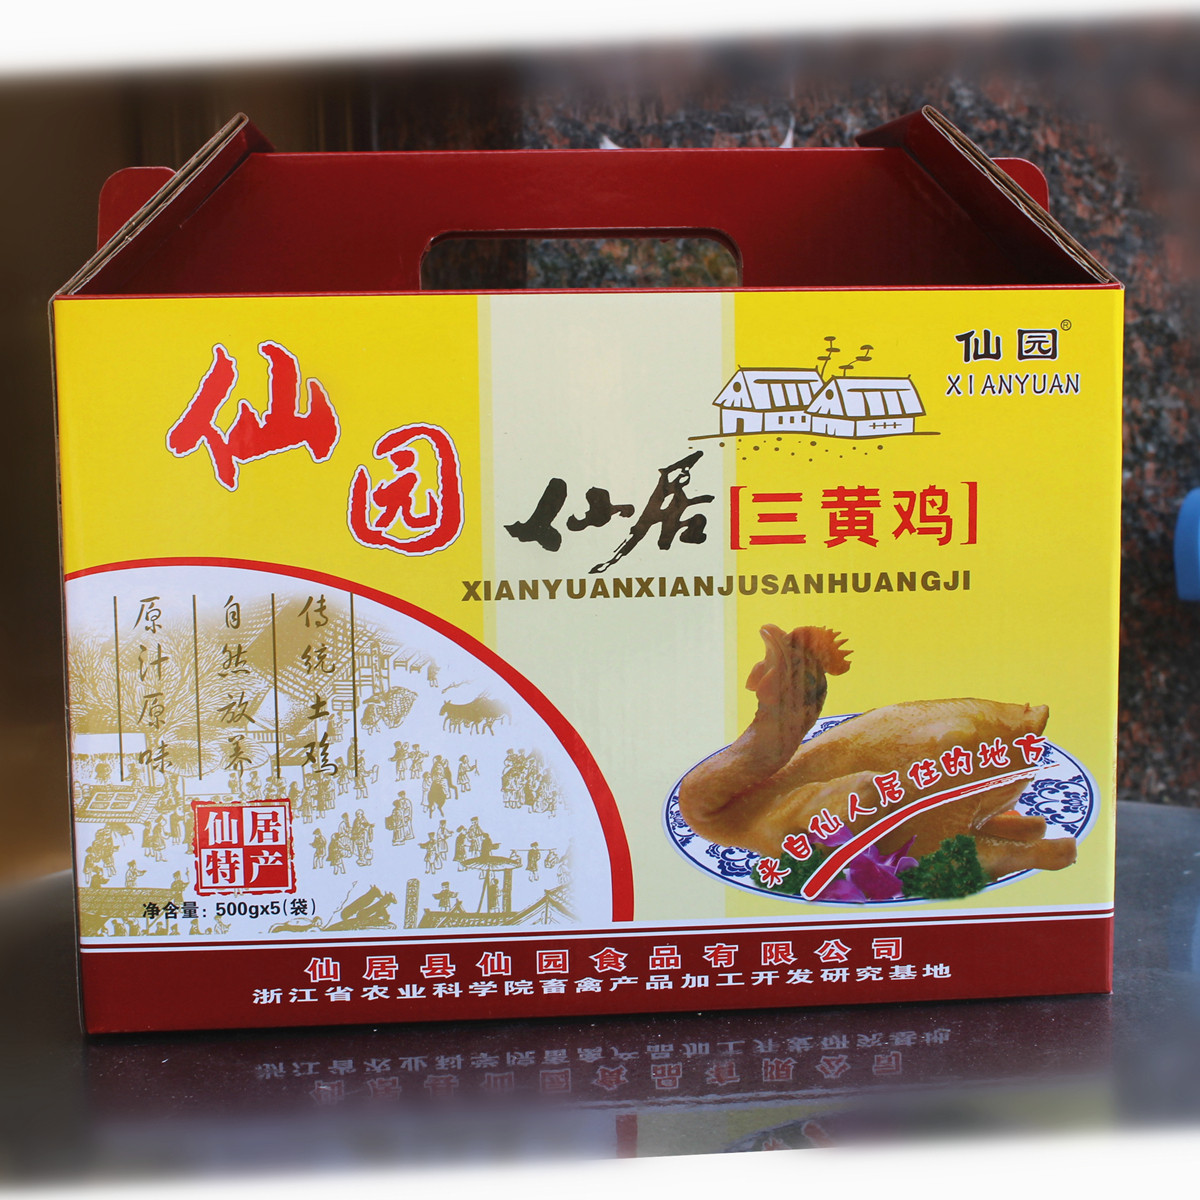 仙园
仙园®
XIANYUAN
仙居[三黄鸡]
XIANYUANXIANJUSANHUANGJI
传统土鸡
自然放养
原汁原味
来自仙人居住的地方
仙居
特产
净含量：500gx5(袋)
仙居县仙园食品有限公司
浙江省农业科学院畜禽产品加工开发研究基地